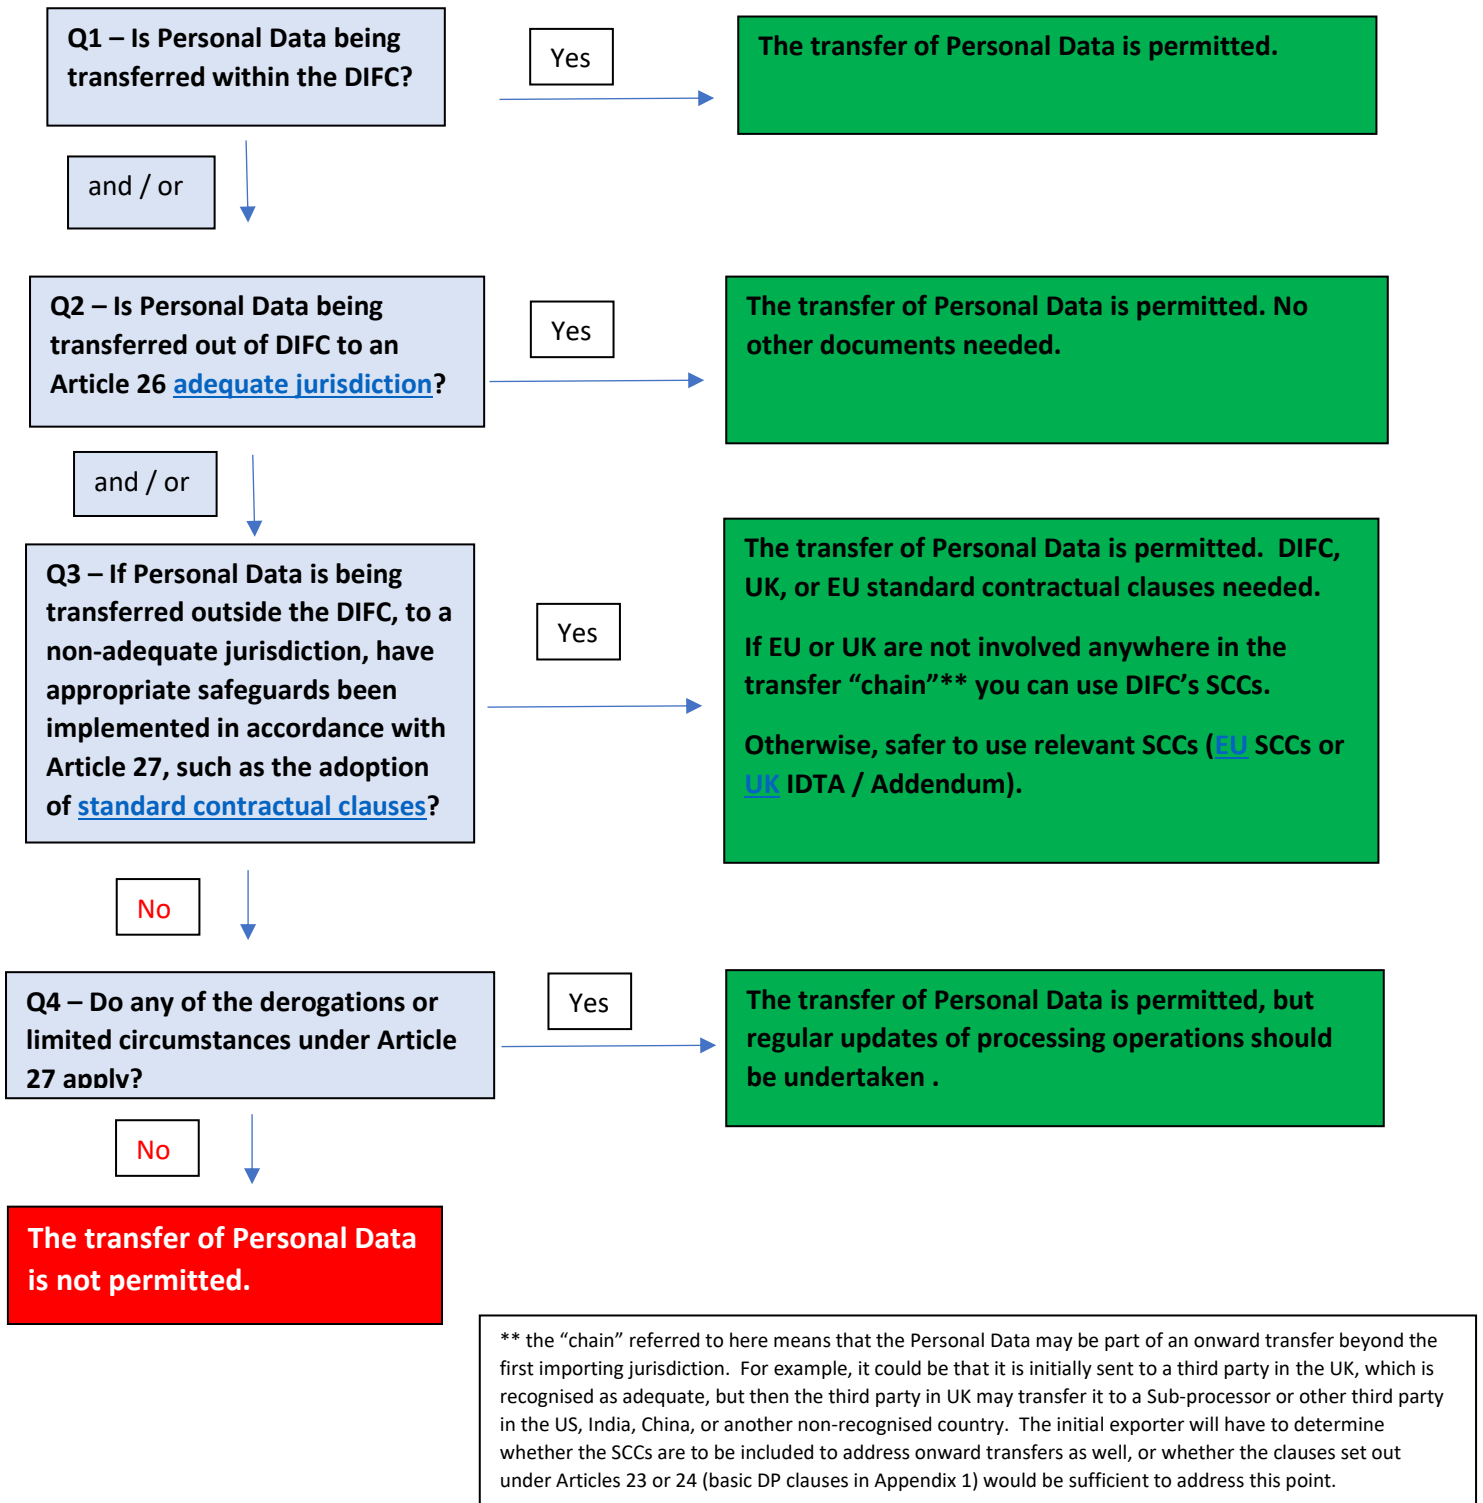 Q1 – Is Personal Data being
transferred within the DIFC?
Yes
The transfer of Personal Data is permitted.
and / or
Q2 – Is Personal Data being
transferred out of DIFC to an
Article 26 adequate jurisdiction?
Yes
The transfer of Personal Data is permitted. No
other documents needed.
and / or
Q3 – If Personal Data is being
transferred outside the DIFC, to a
non-adequate jurisdiction, have
appropriate safeguards been
implemented in accordance with
Article 27, such as the adoption
of standard contractual clauses?
Yes
The transfer of Personal Data is permitted.  DIFC,
UK, or EU standard contractual clauses needed.
If EU or UK are not involved anywhere in the
transfer “chain”** you can use DIFC’s SCCs.
Otherwise, safer to use relevant SCCs (EU SCCs or
UK IDTA / Addendum).
No
Q4 – Do any of the derogations or
limited circumstances under Article
27 apply?
Yes
The transfer of Personal Data is permitted, but
regular updates of processing operations should
be undertaken .
No
The transfer of Personal Data
is not permitted.
** the “chain” referred to here means that the Personal Data may be part of an onward transfer beyond the
first importing jurisdiction.  For example, it could be that it is initially sent to a third party in the UK, which is
recognised as adequate, but then the third party in UK may transfer it to a Sub-processor or other third party
in the US, India, China, or another non-recognised country.  The initial exporter will have to determine
whether the SCCs are to be included to address onward transfers as well, or whether the clauses set out
under Articles 23 or 24 (basic DP clauses in Appendix 1) would be sufficient to address this point.